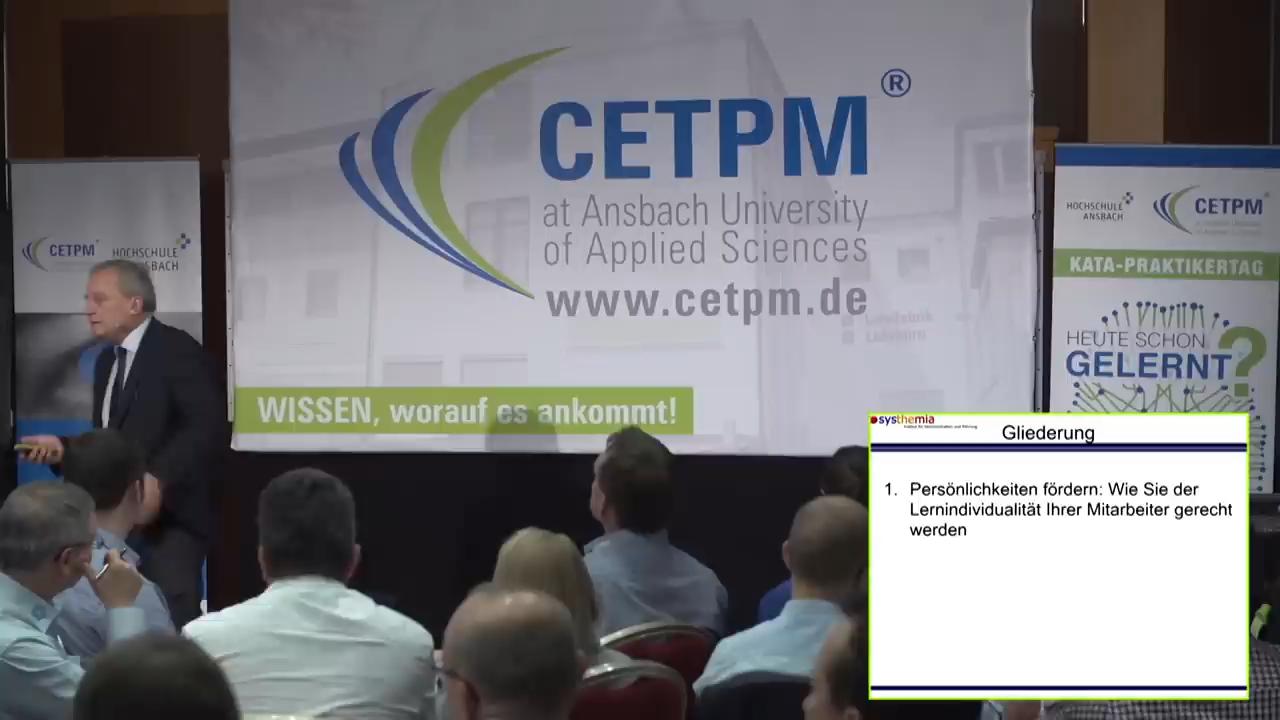 CETPM®
at Ansbach University
of Applied Sciences
www.cetpm.de
WISSEN, worauf es ankommt!
CETPM
HOCHSCHULE
HOCHSCHULE
ANSBACH
CETPM
at Ansbach University
KATA-PRAKTIKERTAG
HEUTE SCHON
GELERNT?
systhemia
Gliederung
1. Persönlichkeiten fördern: Wie Sie der
Lernindividualität Ihrer Mitarbeiter gerecht
werden